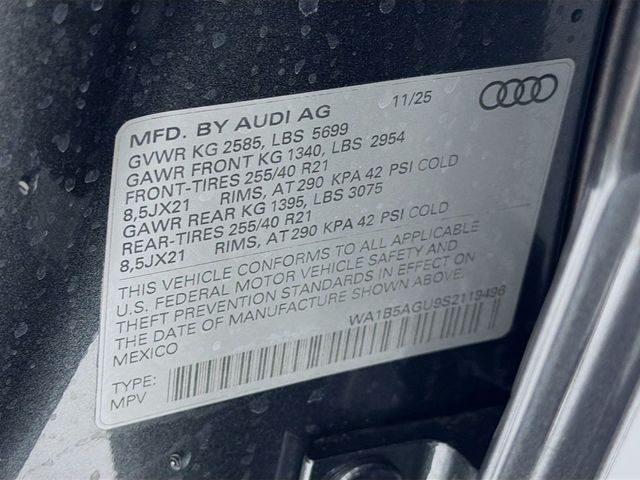 MFD. BY AUDI AG 11/25
GVWR KG 2585, LBS 5699
GAWR FRONT KG 1340, LBS 2954
FRONT-TIRES 255/40 R21
8,5JX21 RIMS, AT 290 KPA 42 PSI COLD
GAWR REAR KG 1395, LBS 3075
REAR-TIRES 255/40 R21
8,5JX21 RIMS, AT 290 KPA 42 PSI COLD
THIS VEHICLE CONFORMS TO ALL APPLICABLE
U.S. FEDERAL MOTOR VEHICLE SAFETY AND
THEFT PREVENTION STANDARDS IN EFFECT ON
THE DATE OF MANUFACTURE SHOWN ABOVE.
MEXICO WA1B5AGU9S2119496
TYPE:
MPV